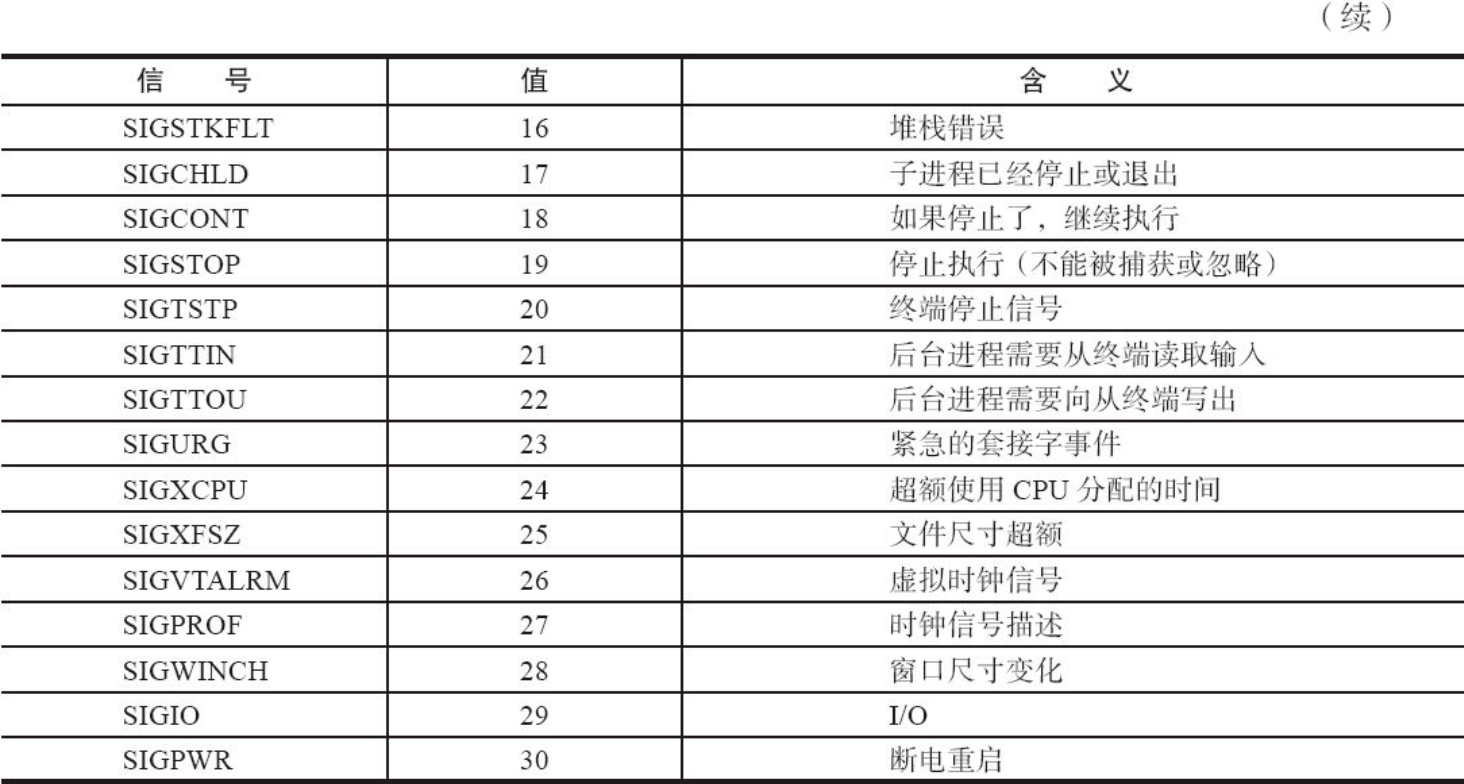 （续）
信 号 值 含 义
SIGSTKFLT 16 堆栈错误
SIGCHLD 17 子进程已经停止或退出
SIGCONT 18 如果停止了，继续执行
SIGSTOP 19 停止执行（不能被捕获或忽略）
SIGTSTP 20 终端停止信号
SIGTTIN 21 后台进程需要从终端读取输入
SIGTTOU 22 后台进程需要向从终端写出
SIGURG 23 紧急的套接字事件
SIGXCPU 24 超额使用 CPU 分配的时间
SIGXFSZ 25 文件尺寸超额
SIGVTALRM 26 虚拟时钟信号
SIGPROF 27 时钟信号描述
SIGWINCH 28 窗口尺寸变化
SIGIO 29 I/O
SIGPWR 30 断电重启